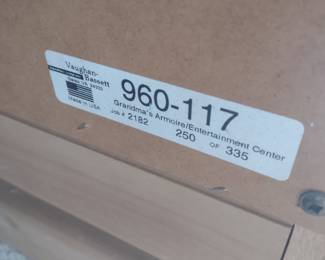 Vaughan-
Bassett
Made in USA
960-117
Grandma's Armoire/Entertainment Center
Job # 2182
250 OF 335